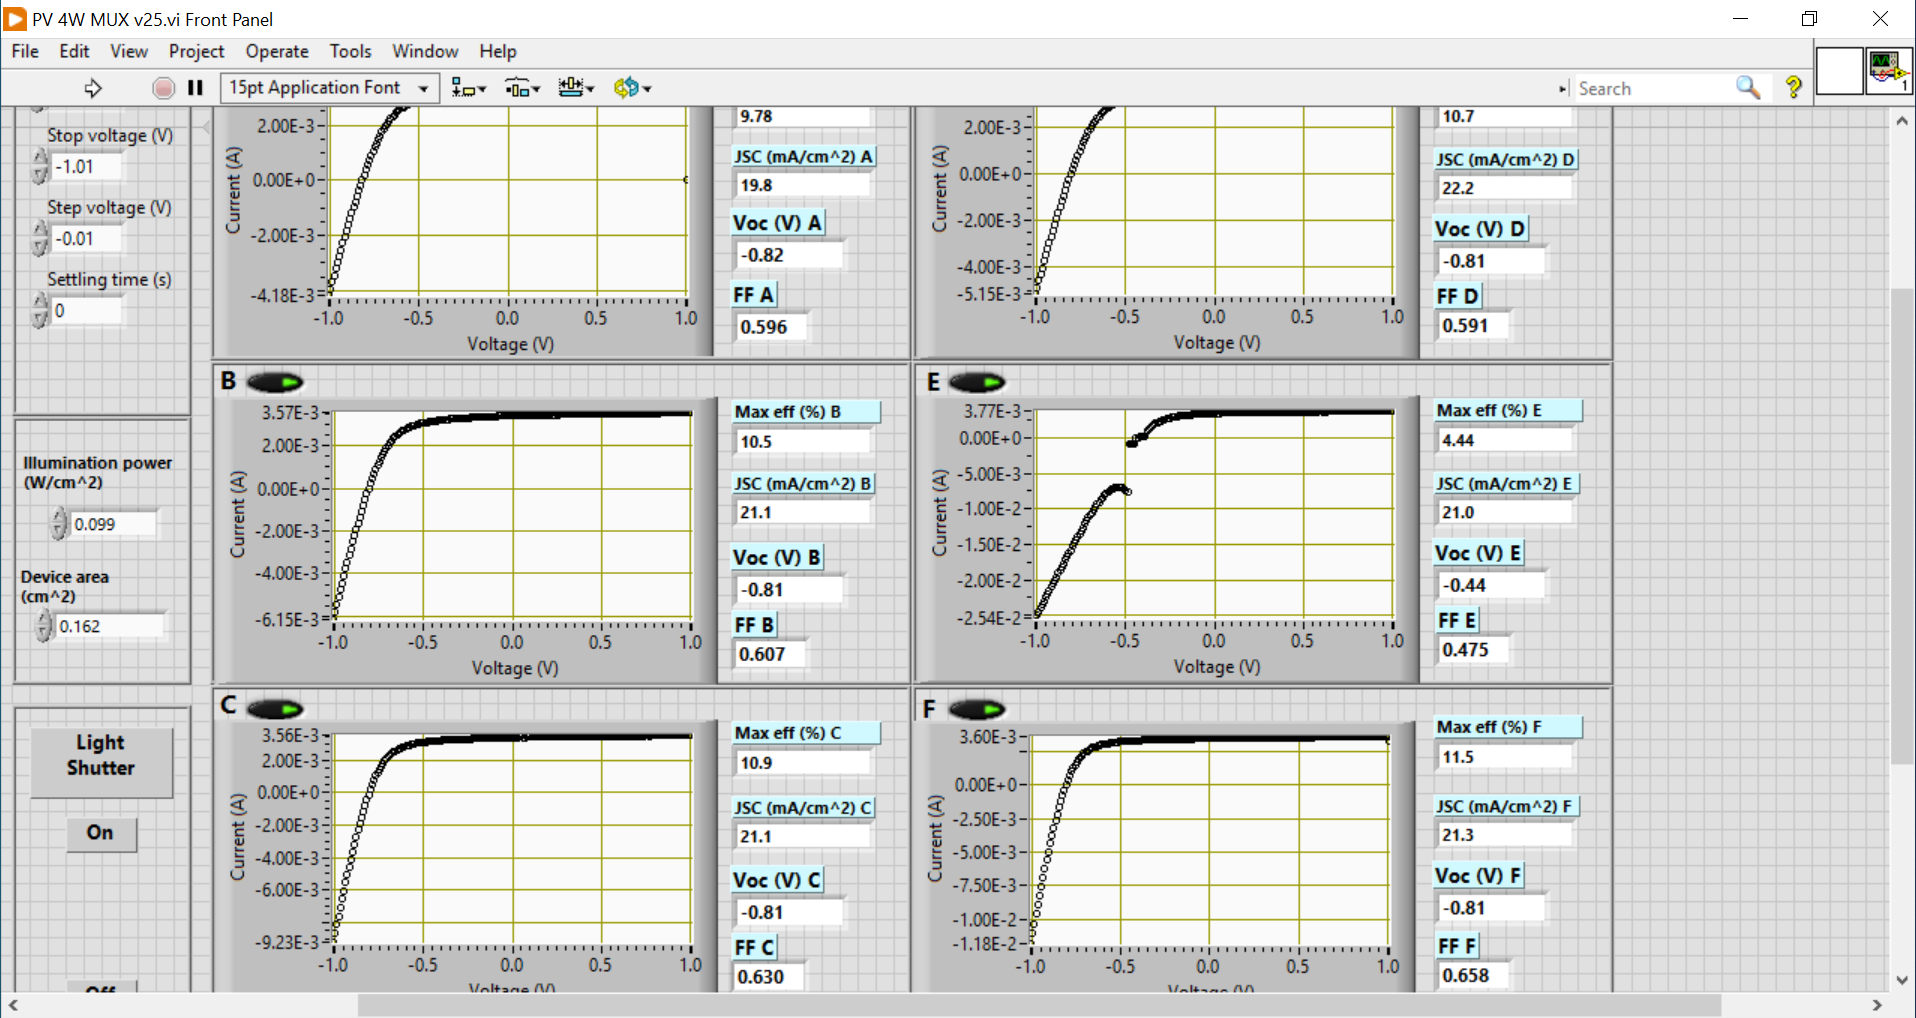 PV 4W MUX v25.vi Front Panel
File Edit View Project Operate Tools Window Help
15pt Application Font
Search
1
Stop voltage (V)
-1.01
Step voltage (V)
-0.01
Settling time (s)
0
Illumination power
(W/cm^2)
0.099
Device area
(cm^2)
0.162
Light
Shutter
On
Off
2.00E-3
0.00E+0
-2.00E-3
-4.18E-3
Current (A)
-1.0 -0.5 0.0 0.5 1.0
Voltage (V)
9.78
JSC (mA/cm^2) A
19.8
Voc (V) A
-0.82
FF A
0.596
2.00E-3
0.00E+0
-2.00E-3
-4.00E-3
-5.15E-3
Current (A)
-1.0 -0.5 0.0 0.5 1.0
Voltage (V)
10.7
JSC (mA/cm^2) D
22.2
Voc (V) D
-0.81
FF D
0.591
B
3.57E-3
2.00E-3
0.00E+0
-2.00E-3
-4.00E-3
-6.15E-3
Current (A)
-1.0 -0.5 0.0 0.5 1.0
Voltage (V)
Max eff (%) B
10.5
JSC (mA/cm^2) B
21.1
Voc (V) B
-0.81
FF B
0.607
E
3.77E-3
0.00E+0
-5.00E-3
-1.00E-2
-1.50E-2
-2.00E-2
-2.54E-2
Current (A)
-1.0 -0.5 0.0 0.5 1.0
Voltage (V)
Max eff (%) E
4.44
JSC (mA/cm^2) E
21.0
Voc (V) E
-0.44
FF E
0.475
C
3.56E-3
2.00E-3
0.00E+0
-2.00E-3
-4.00E-3
-6.00E-3
-9.23E-3
Current (A)
-1.0 -0.5 0.0 0.5 1.0
Voltage (V)
Max eff (%) C
10.9
JSC (mA/cm^2) C
21.1
Voc (V) C
-0.81
FF C
0.630
F
3.60E-3
0.00E+0
-2.50E-3
-5.00E-3
-7.50E-3
-1.00E-2
-1.18E-2
Current (A)
-1.0 -0.5 0.0 0.5 1.0
Voltage (V)
Max eff (%) F
11.5
JSC (mA/cm^2) F
21.3
Voc (V) F
-0.81
FF F
0.658